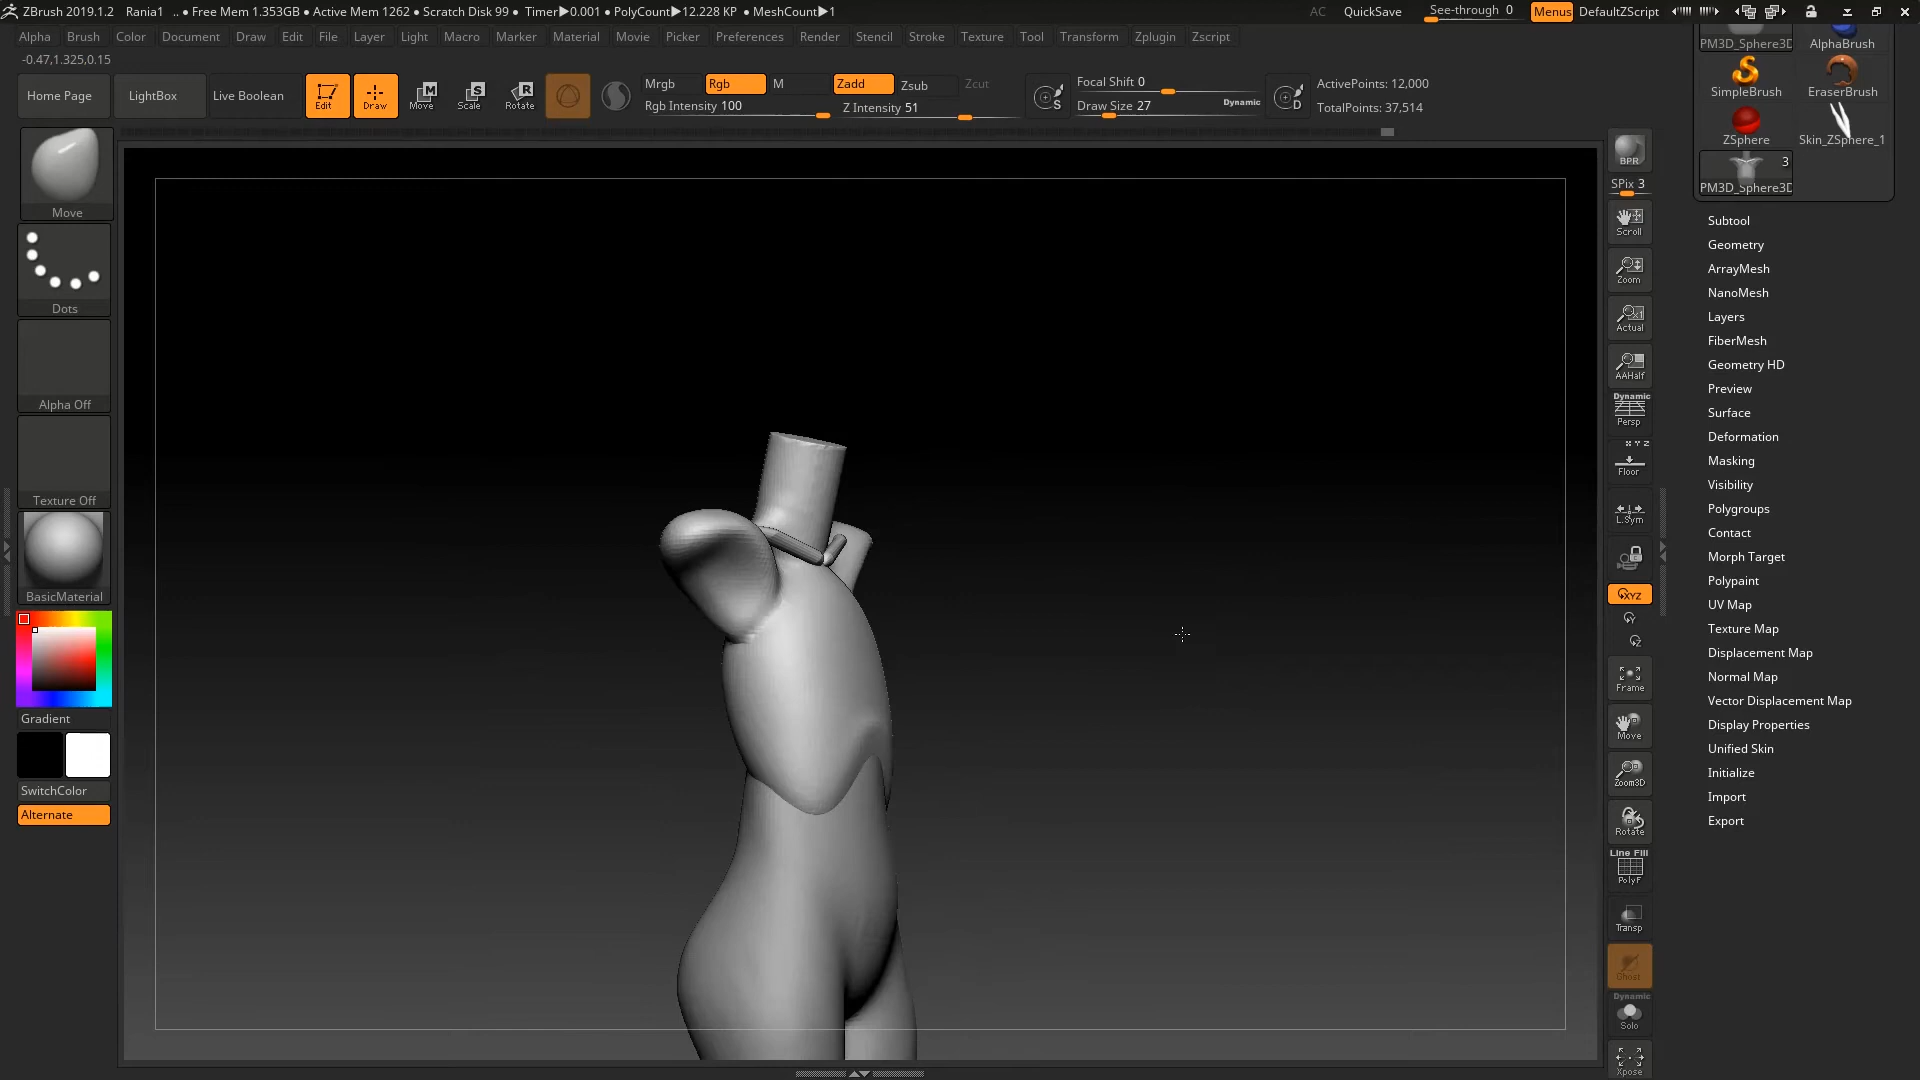 ZBrush 2019.1.2 Rania1 .. • Free Mem 1.353GB • Active Mem 1262 • Scratch Disk 99 • Timer▶0.001 • PolyCount▶12.228 KP • MeshCount▶1 AC QuickSave See-through 0 Menus DefaultZScript
Alpha Brush Color Document Draw Edit File Layer Light Macro Marker Material Movie Picker Preferences Render Stencil Stroke Texture Tool Transform Zplugin Zscript
-0.47,1.325,0.15
Home Page LightBox Live Boolean Edit Draw Move Scale Rotate
Mrgb Rgb M Zadd Zsub Zcut
Rgb Intensity 100 Z Intensity 51
S Focal Shift 0
Draw Size 27 Dynamic
D ActivePoints: 12,000
TotalPoints: 37,514
Move
Dots
Alpha Off
Texture Off
BasicMaterial
Gradient
SwitchColor
Alternate
BPR
SPix 3
Scroll
Zoom
Actual
AAHalf
Dynamic
Persp
X Y Z
Floor
L.Sym
XYZ
Y
Z
Frame
Move
Zoom3D
Rotate
Line Fill
PolyF
Transp
Ghost
Dynamic
Solo
Xpose
PM3D_Sphere3D AlphaBrush
SimpleBrush EraserBrush
ZSphere Skin_ZSphere_1
3
PM3D_Sphere3D
Subtool
Geometry
ArrayMesh
NanoMesh
Layers
FiberMesh
Geometry HD
Preview
Surface
Deformation
Masking
Visibility
Polygroups
Contact
Morph Target
Polypaint
UV Map
Texture Map
Displacement Map
Normal Map
Vector Displacement Map
Display Properties
Unified Skin
Initialize
Import
Export